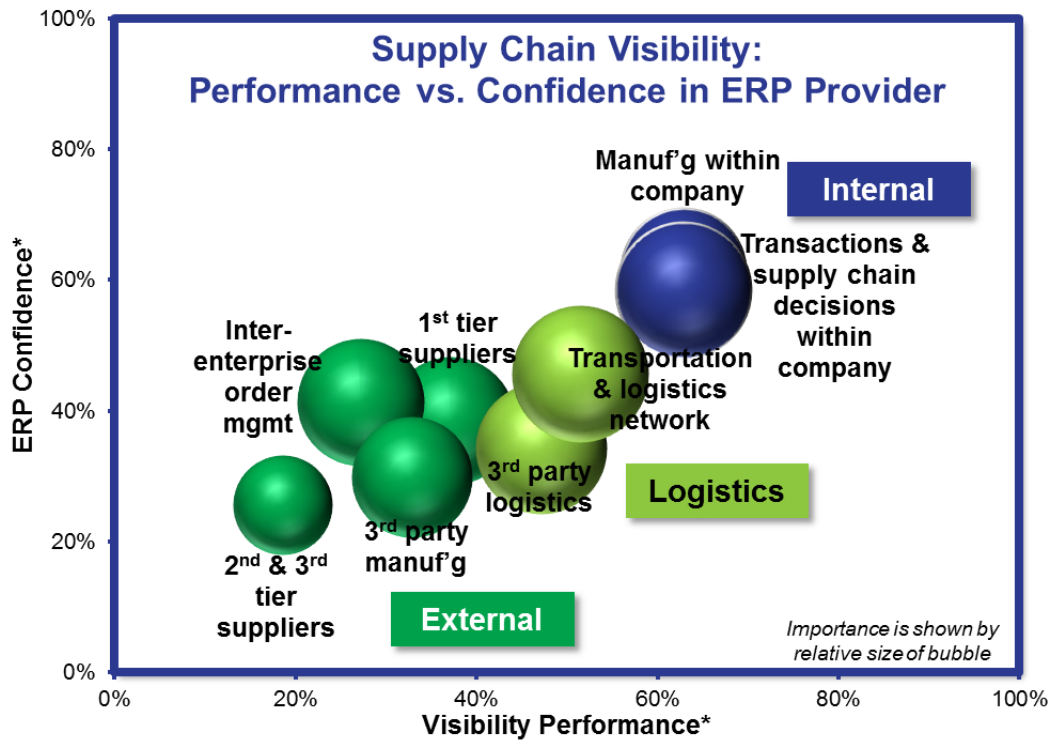 Supply Chain Visibility:
Performance vs. Confidence in ERP Provider
100%
80%
60%
40%
20%
0%
ERP Confidence*
Manuf'g within
company
Internal
Transactions &
supply chain
decisions
within
company
Inter-
enterprise
order
mgmt
1st tier
suppliers
Transportation
& logistics
network
3rd party
logistics
Logistics
2nd & 3rd
tier
suppliers
3rd party
manuf'g
External
Importance is shown by
relative size of bubble
0%
20%
40%
60%
80%
100%
Visibility Performance*